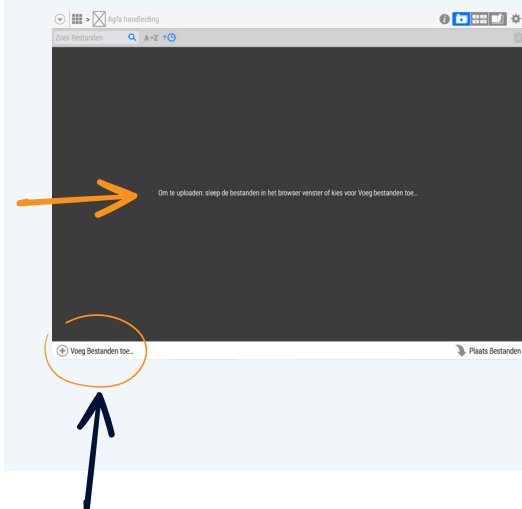 > Agfa handleiding
Zoek Bestanden A→Z
Om te uploaden: sleep de bestanden in het browser venster of kies voor Voeg bestanden toe...
Voeg Bestanden toe... Plaats Bestanden